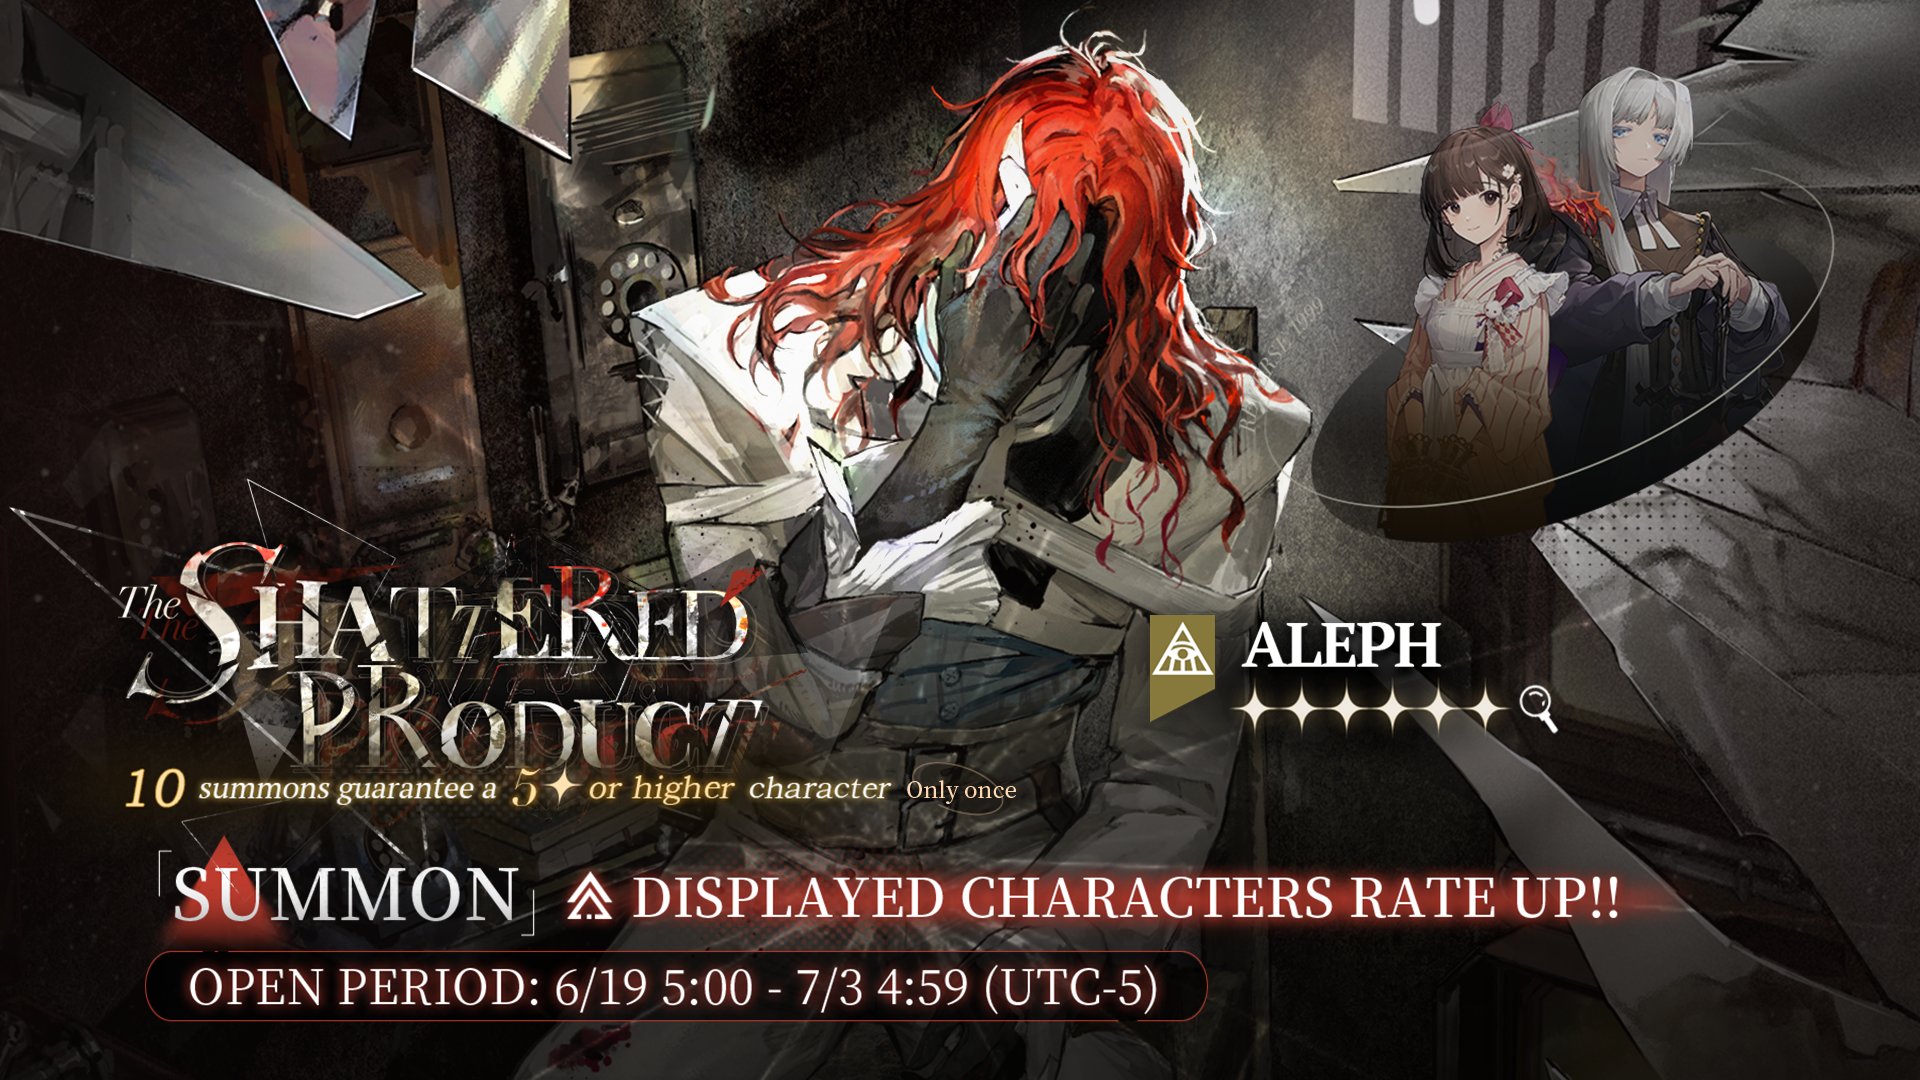 The SHATTERED
PRODUCT
10 summons guarantee a 5✦ or higher character Only once
ALEPH
「SUMMON」 DISPLAYED CHARACTERS RATE UP!!
OPEN PERIOD: 6/19 5:00 - 7/3 4:59 (UTC-5)